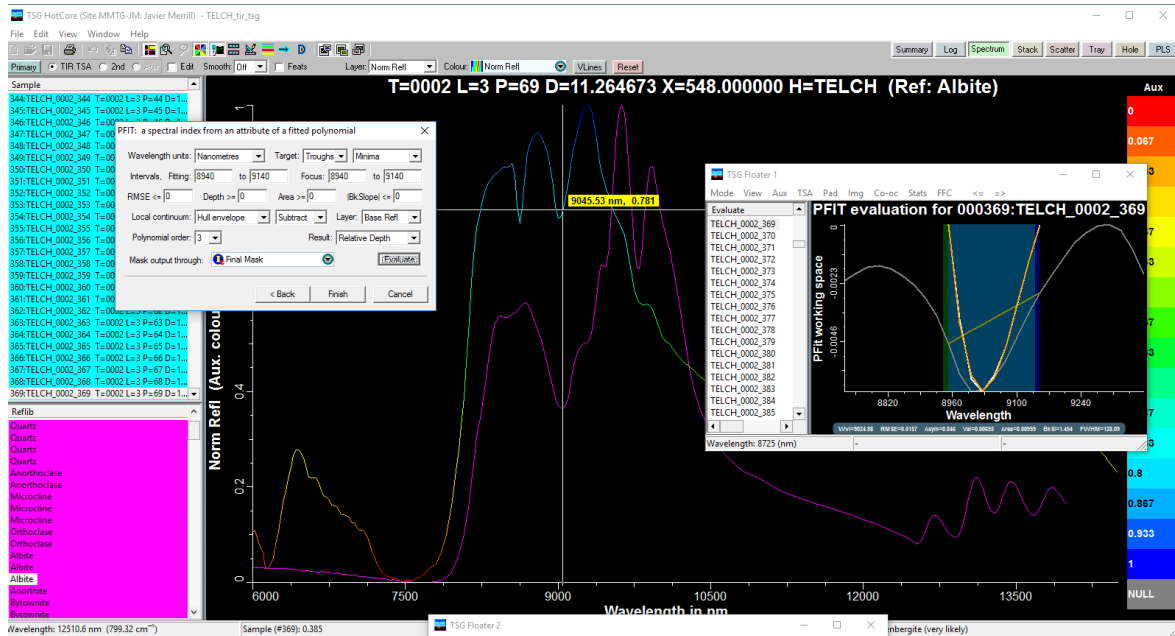 TSG HotCore (Site MMTG-JM: Javier Merrill) - TELCH_tir_tsg
File Edit View Window Help
Summary Log Spectrum Stack Scatter Tray Hole PLS
Primary TIR TSA 2nd Aux Edit Smooth: Off Feats Layer: Norm Refl Colour: Norm Refl VLines Reset
Sample
344:TELCH_0002_344 T=0002 L=3 P=44 D=1...
345:TELCH_0002_345 T=0002 L=3 P=45 D=1...
362:TELCH_0002_362 T=0002 L=3 P=62 D=1...
363:TELCH_0002_363 T=0002 L=3 P=63 D=1...
364:TELCH_0002_364 T=0002 L=3 P=64 D=1...
365:TELCH_0002_365 T=0002 L=3 P=65 D=1...
366:TELCH_0002_366 T=0002 L=3 P=66 D=1...
367:TELCH_0002_367 T=0002 L=3 P=67 D=1...
368:TELCH_0002_368 T=0002 L=3 P=68 D=1...
369:TELCH_0002_369 T=0002 L=3 P=69 D=1...
Reflib
Quartz
Quartz
Quartz
Quartz
Anorthoclase
Anorthoclase
Microcline
Microcline
Microcline
Orthoclase
Orthoclase
Albite
Albite
Albite
Anorthite
Bytownite
Bytownite
T=0002 L=3 P=69 D=11.264673 X=548.000000 H=TELCH (Ref: Albite)
PFIT: a spectral index from an attribute of a fitted polynomial
Wavelength units: Nanometres Target: Troughs Minima
Intervals, Fitting: 8940 to 9140 Focus: 8940 to 9140
RMSE <= 0 Depth >= 0 Area >= 0 |BkSlope| <= 0
Local continuum: Hull envelope Subtract Layer: Base Refl
Polynomial order: 3 Result: Relative Depth
Mask output through: Final Mask Evaluate
< Back Finish Cancel
9045.53 nm, 0.781
Norm Refl (Aux. colou
1
0.4
0.2
0
6000 7500 9000 10500 12000 13500
Wavelength in nm
TSG Floater 1
Mode View Aux TSA Pad Img Co-oc Stats FFC <= =>
Evaluate
TELCH_0002_369
TELCH_0002_370
TELCH_0002_371
TELCH_0002_372
TELCH_0002_373
TELCH_0002_374
TELCH_0002_375
TELCH_0002_376
TELCH_0002_377
TELCH_0002_378
TELCH_0002_379
TELCH_0002_380
TELCH_0002_381
TELCH_0002_382
TELCH_0002_383
TELCH_0002_384
TELCH_0002_385
PFIT evaluation for 000369:TELCH_0002_369
PFit working space
0
-0.0023
-0.0046
8820 8960 9100 9240
Wavelength
Wavelength: 8725 (nm) - -
Aux
0
0.067
0.8
0.867
0.933
1
NULL
TSG Floater 2
Wavelength: 12510.6 nm (799.32 cm⁻¹) Sample (#369): 0.385 nbergite (very likely)